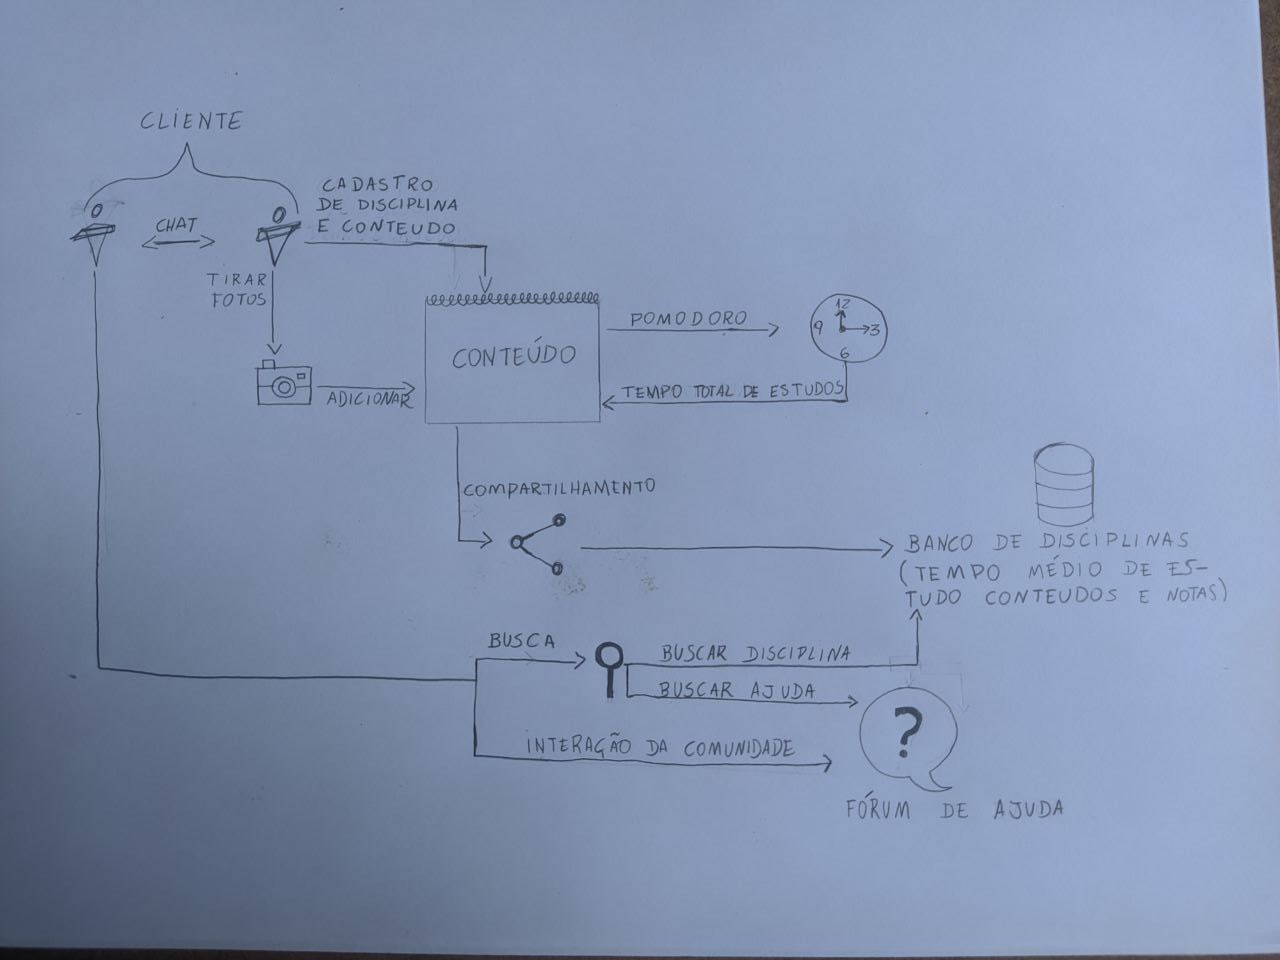 CLIENTE
CADASTRO
DE DISCIPLINA
E CONTEUDO
CHAT
TIRAR
FOTOS
12
9
3
6
POMODORO
CONTEÚDO
ADICIONAR
TEMPO TOTAL DE ESTUDOS
COMPARTILHAMENTO
BANCO DE DISCIPLINAS
(TEMPO MÉDIO DE ES-
TUDO CONTEUDOS E NOTAS)
BUSCA
BUSCAR DISCIPLINA
BUSCAR AJUDA
?
INTERAÇÃO DA COMUNIDADE
FÓRUM DE AJUDA